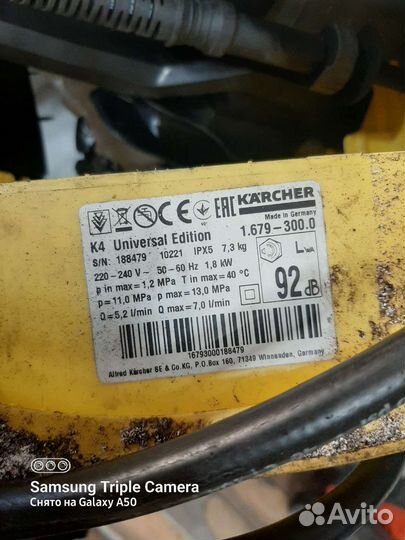 CE EAC KÄRCHER
Made in Germany
K4 Universal Edition 1.679-300.0
S/N: 188479 10221 IPX5 7,3 kg
220-240 V~ 50-60 Hz 1,8 kW
p in max=1,2 MPa T in max=40 °C
p=11,0 MPa p max=13,0 MPa
Q=5,2 l/min Q max=7,0 l/min
LWA
92 dB
16793000188479
Alfred Kärcher SE & Co.KG, P.O.Box 160, 71349 Winnenden, Germany
Samsung Triple Camera
Снято на Galaxy A50
Avito